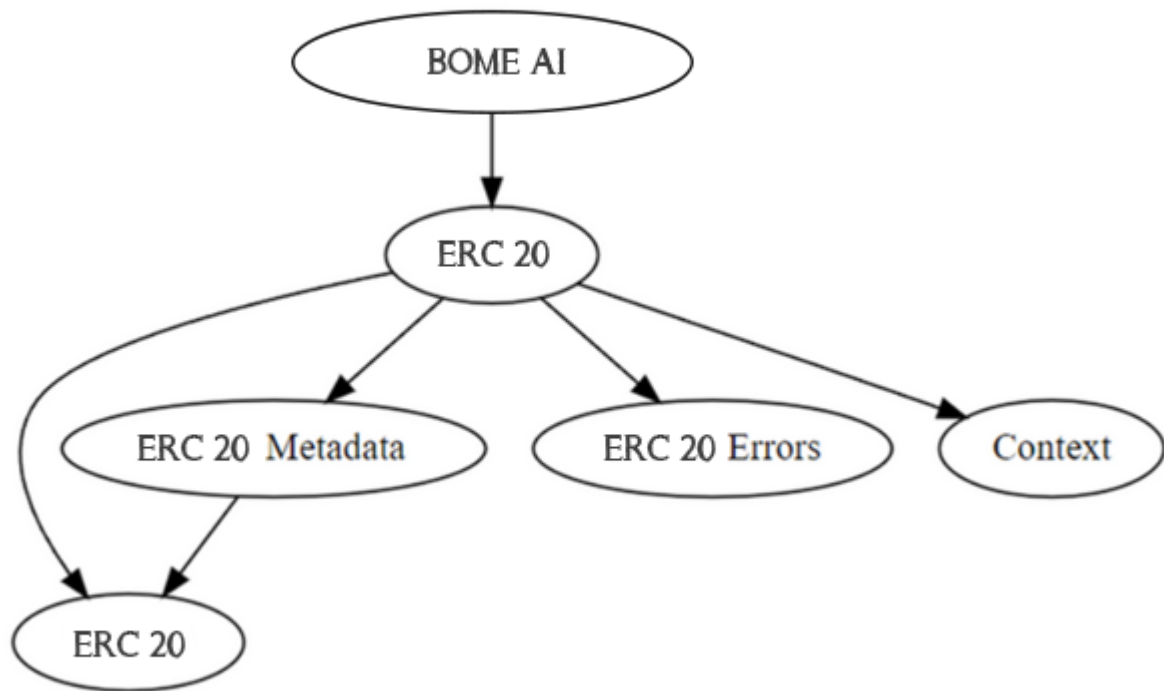 BOME AI
ERC 20
ERC 20 Metadata
ERC 20 Errors
Context
ERC 20